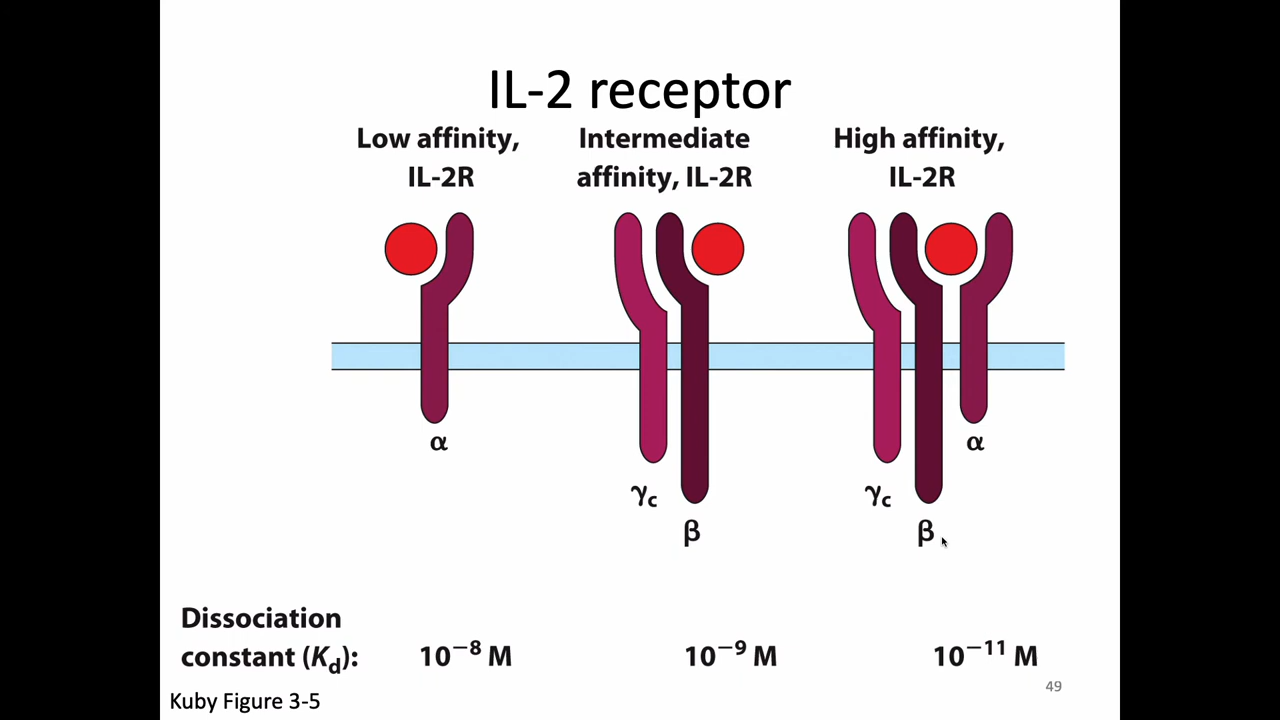 IL-2 receptor
Low affinity,
IL-2R
Intermediate
affinity, IL-2R
High affinity,
IL-2R
α
γc
β
γc
β
α
Dissociation
constant (Kd):
10−8 M
10−9 M
10−11 M
49
Kuby Figure 3-5